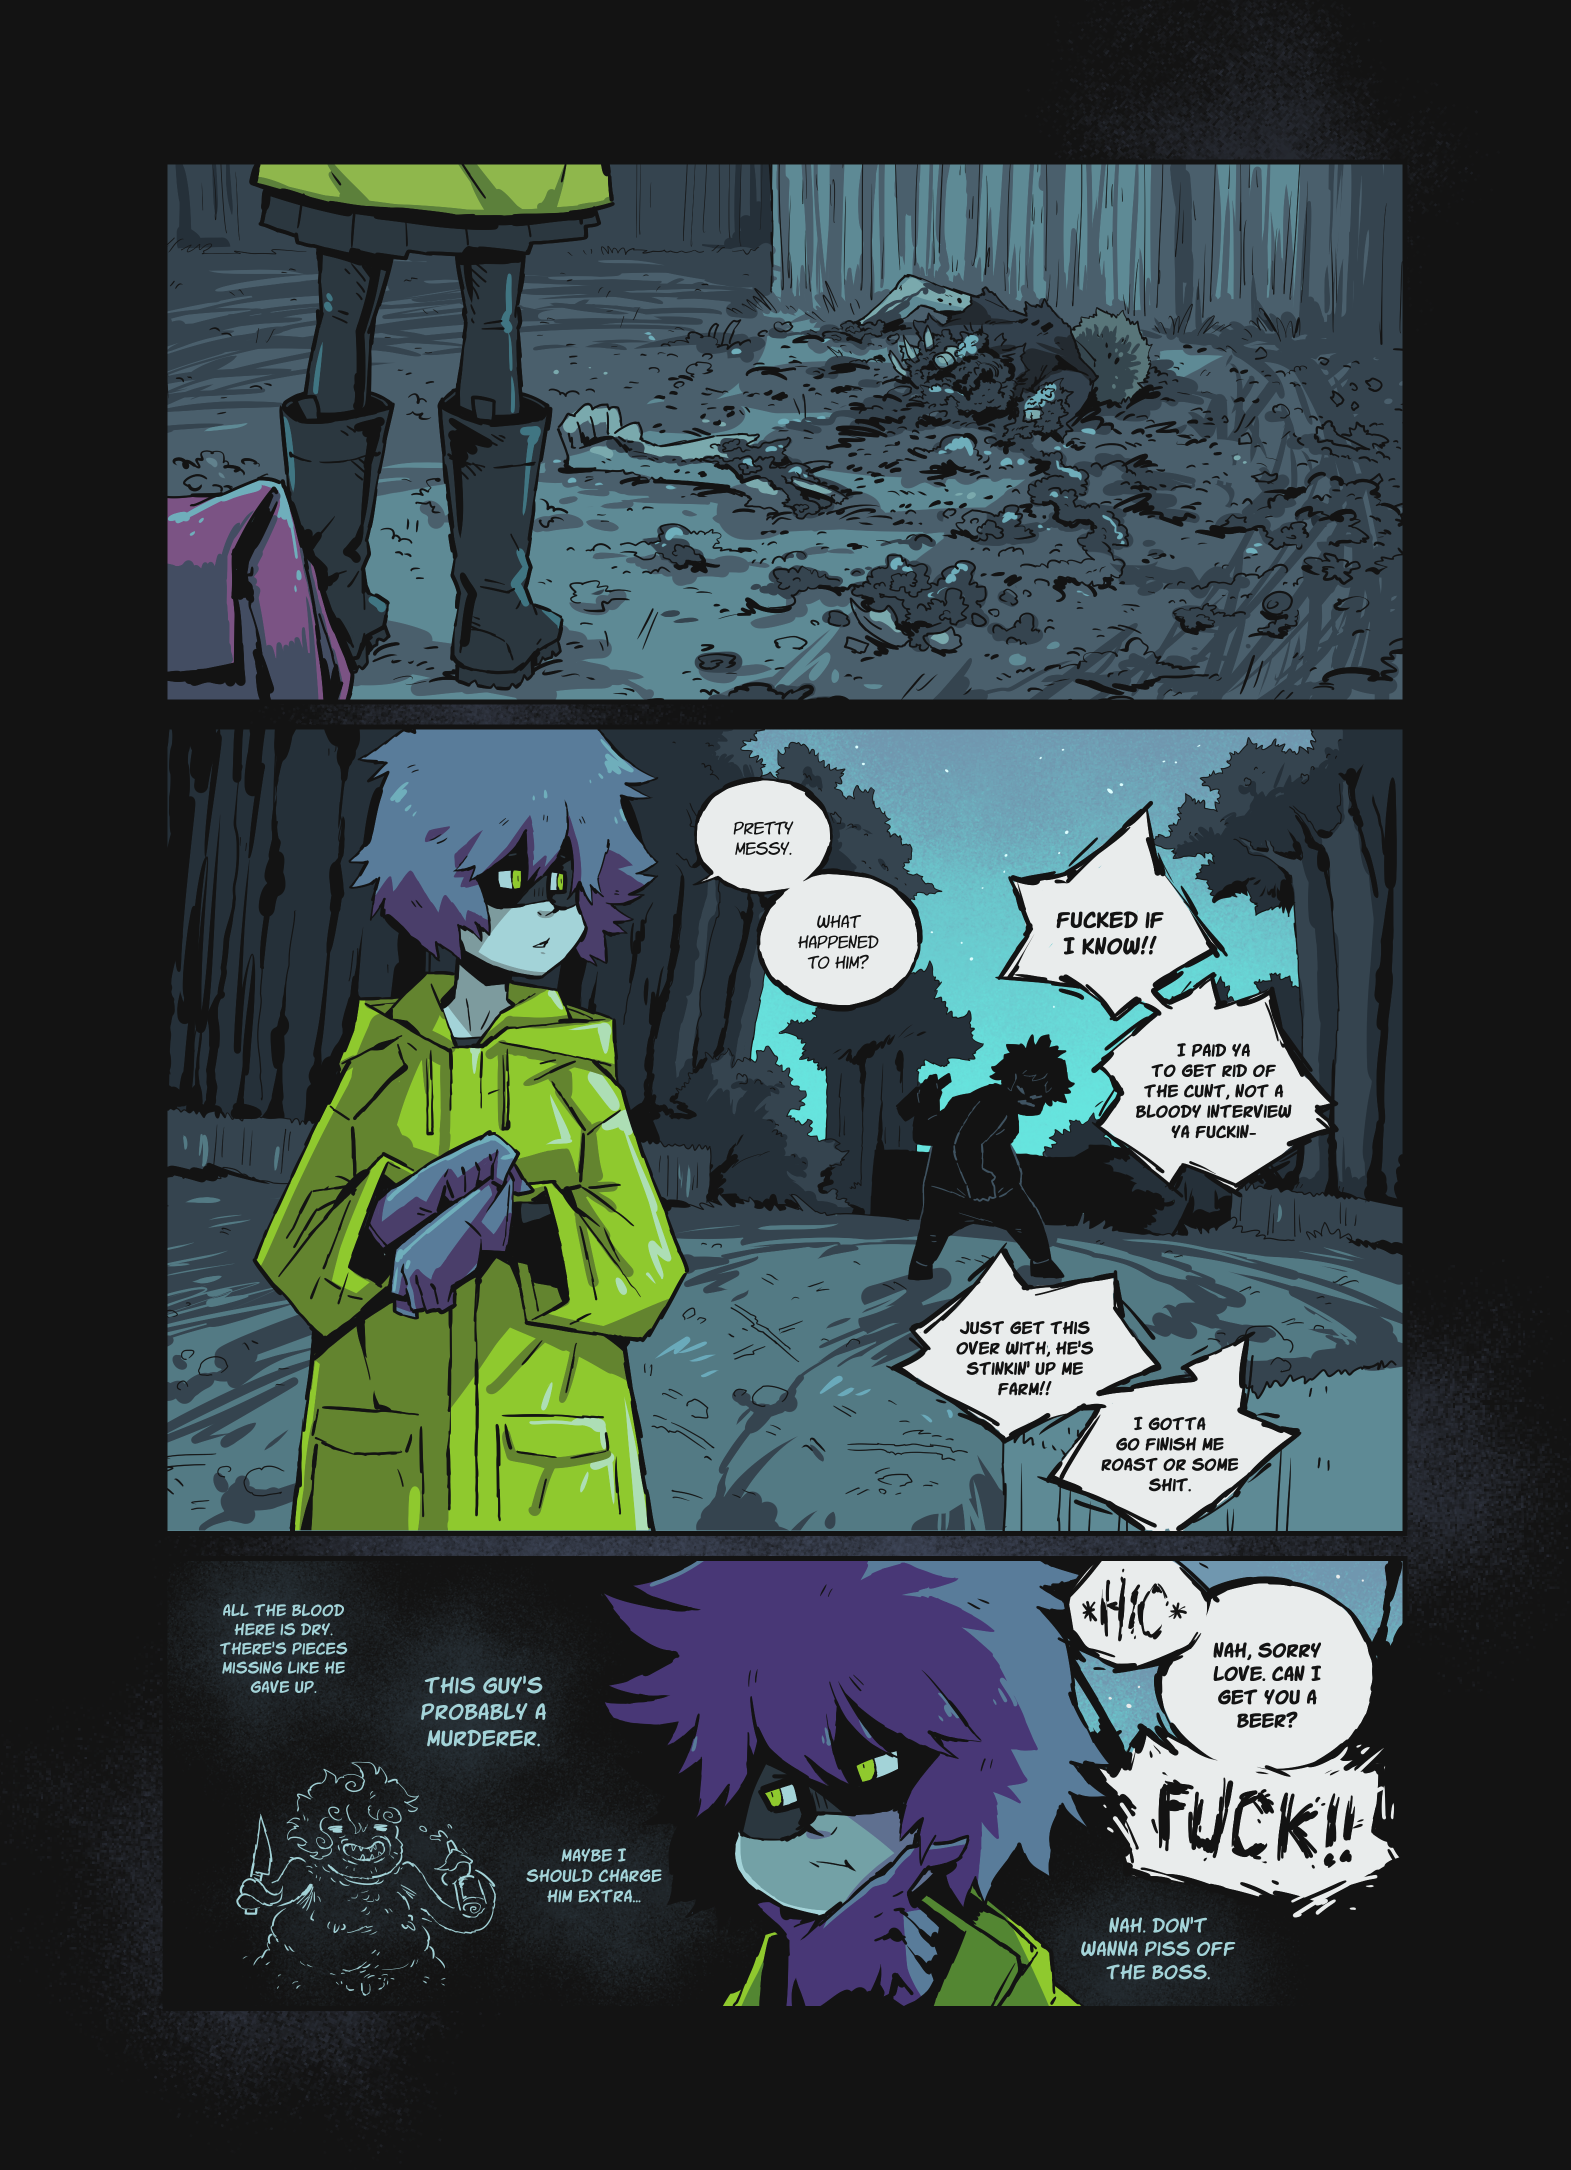 PRETTY
MESSY.
WHAT
HAPPENED
TO HIM?
FUCKED IF
I KNOW!!
I PAID YA
TO GET RID OF
THE CUNT, NOT A
BLOODY INTERVIEW
YA FUCKIN-
JUST GET THIS
OVER WITH, HE'S
STINKIN' UP ME
FARM!!
I GOTTA
GO FINISH ME
ROAST OR SOME
SHIT.
ALL THE BLOOD
HERE IS DRY.
THERE'S PIECES
MISSING LIKE HE
GAVE UP.
THIS GUY'S
PROBABLY A
MURDERER.
MAYBE I
SHOULD CHARGE
HIM EXTRA...
*HIC*
NAH, SORRY
LOVE. CAN I
GET YOU A
BEER?
FUCK!!
NAH. DON'T
WANNA PISS OFF
THE BOSS.